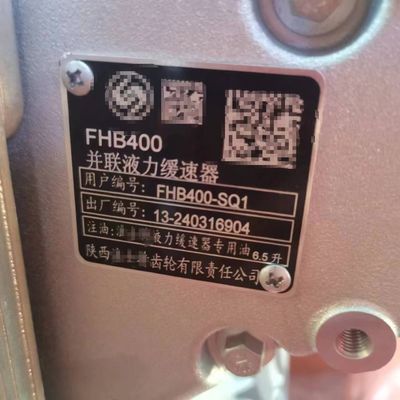 FHB400
并联液力缓速器
用户编号: FHB400-SQ1
出厂编号: 13-240316904
注油: 液力缓速器专用油6.5升
陕西 齿轮有限责任公司